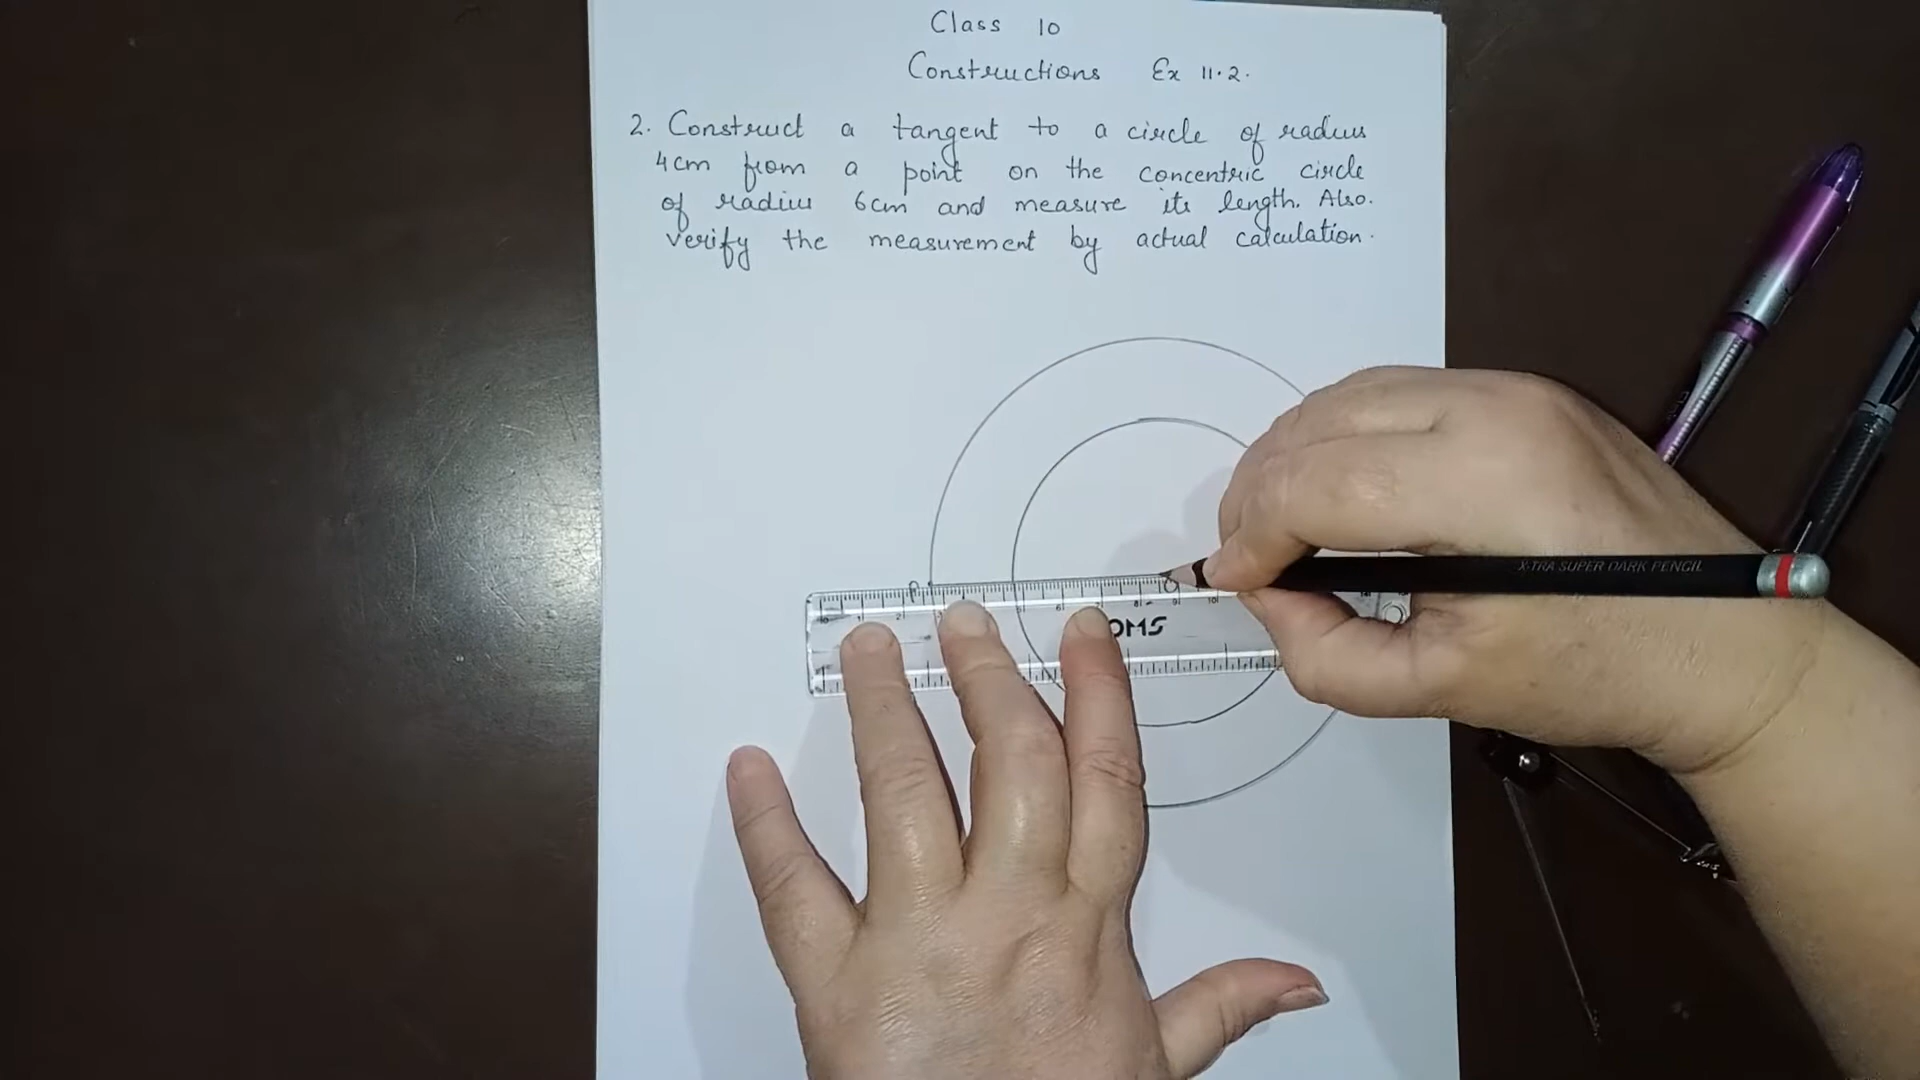 Class 10
Constructions Ex 11.2.
2. Construct a tangent to a circle of radius
4cm from a point on the concentric circle
of radius 6cm and measure its length. Also.
verify the measurement by actual calculation.
P
O
X-TRA SUPER DARK PENCIL
OMS